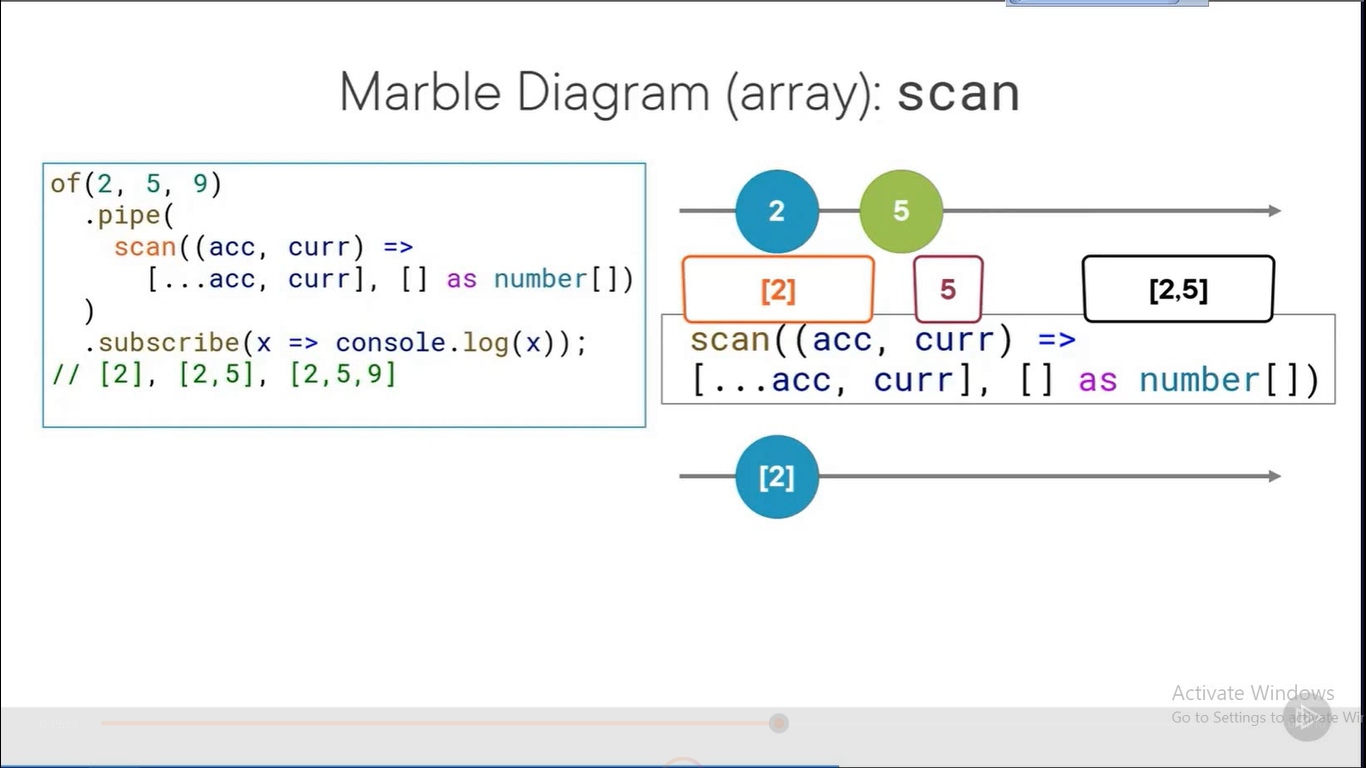 Marble Diagram (array): scan
of(2, 5, 9)
.pipe(
scan((acc, curr) =>
[...acc, curr], [] as number[])
)
.subscribe(x => console.log(x));
// [2], [2,5], [2,5,9]
2
5
[2]
5
[2,5]
scan((acc, curr) =>
[...acc, curr], [] as number[])
[2]
Activate Windows
Go to Settings to activate